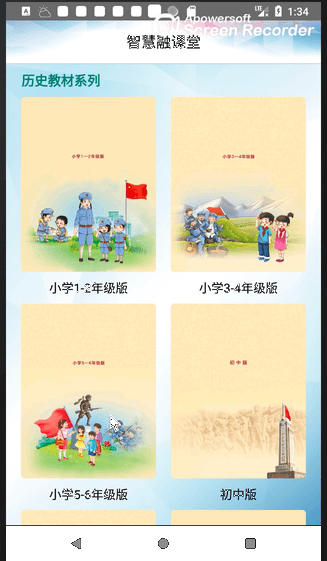 1:34
Apowersoft
Screen Recorder
智慧融课堂
历史教材系列
小学1-2年级版
小学3-4年级版
小学1-2年级版
小学3-4年级版
小学5-6年级版
初中版
小学5-6年级版
初中版